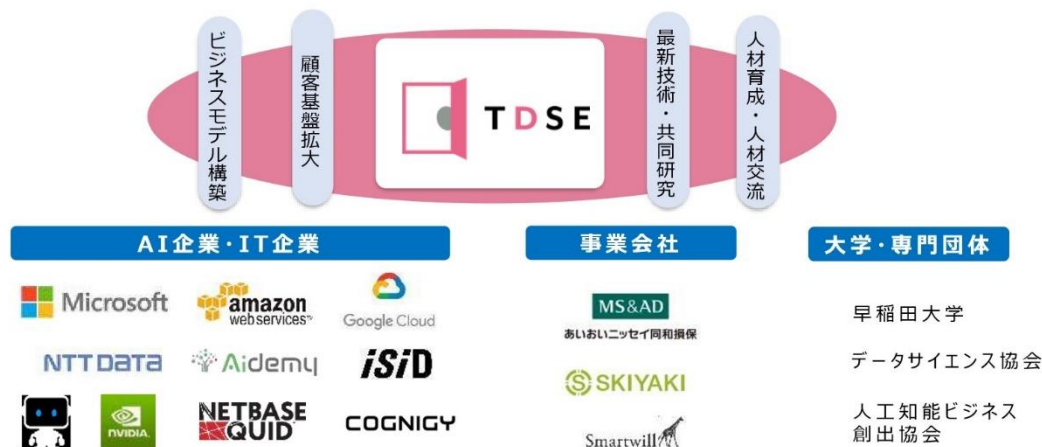 ビジネスモデル構築
顧客基盤拡大
TDSE
最新技術・共同研究
人材育成・人材交流
AI企業・IT企業
事業会社
大学・専門団体
Microsoft
amazon
webservices™
Google Cloud
MS&AD
あいおいニッセイ同和損保
早稲田大学
NTT DATA
Aidemy
iSiD
SKIYAKI
データサイエンス協会
NVIDIA.
NETBASE
QUID
COGNIGY
Smartwill
人工知能ビジネス
創出協会